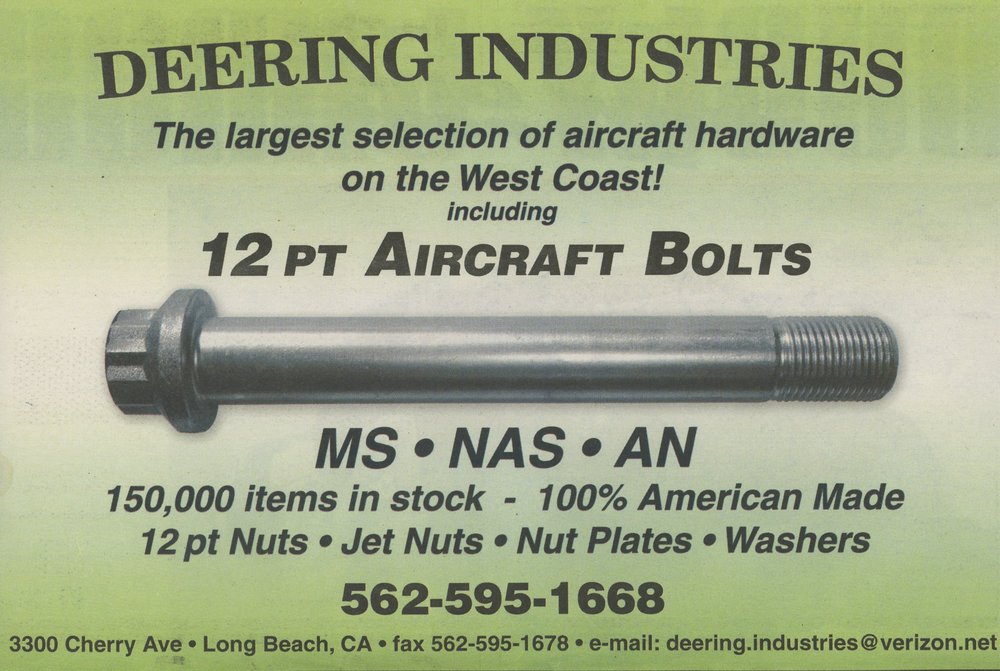 DEERING INDUSTRIES
The largest selection of aircraft hardware
on the West Coast!
including
12 PT AIRCRAFT BOLTS
MS • NAS • AN
150,000 items in stock - 100% American Made
12 pt Nuts • Jet Nuts • Nut Plates • Washers
562-595-1668
3300 Cherry Ave • Long Beach, CA • fax 562-595-1678 • e-mail: deering.industries@verizon.net